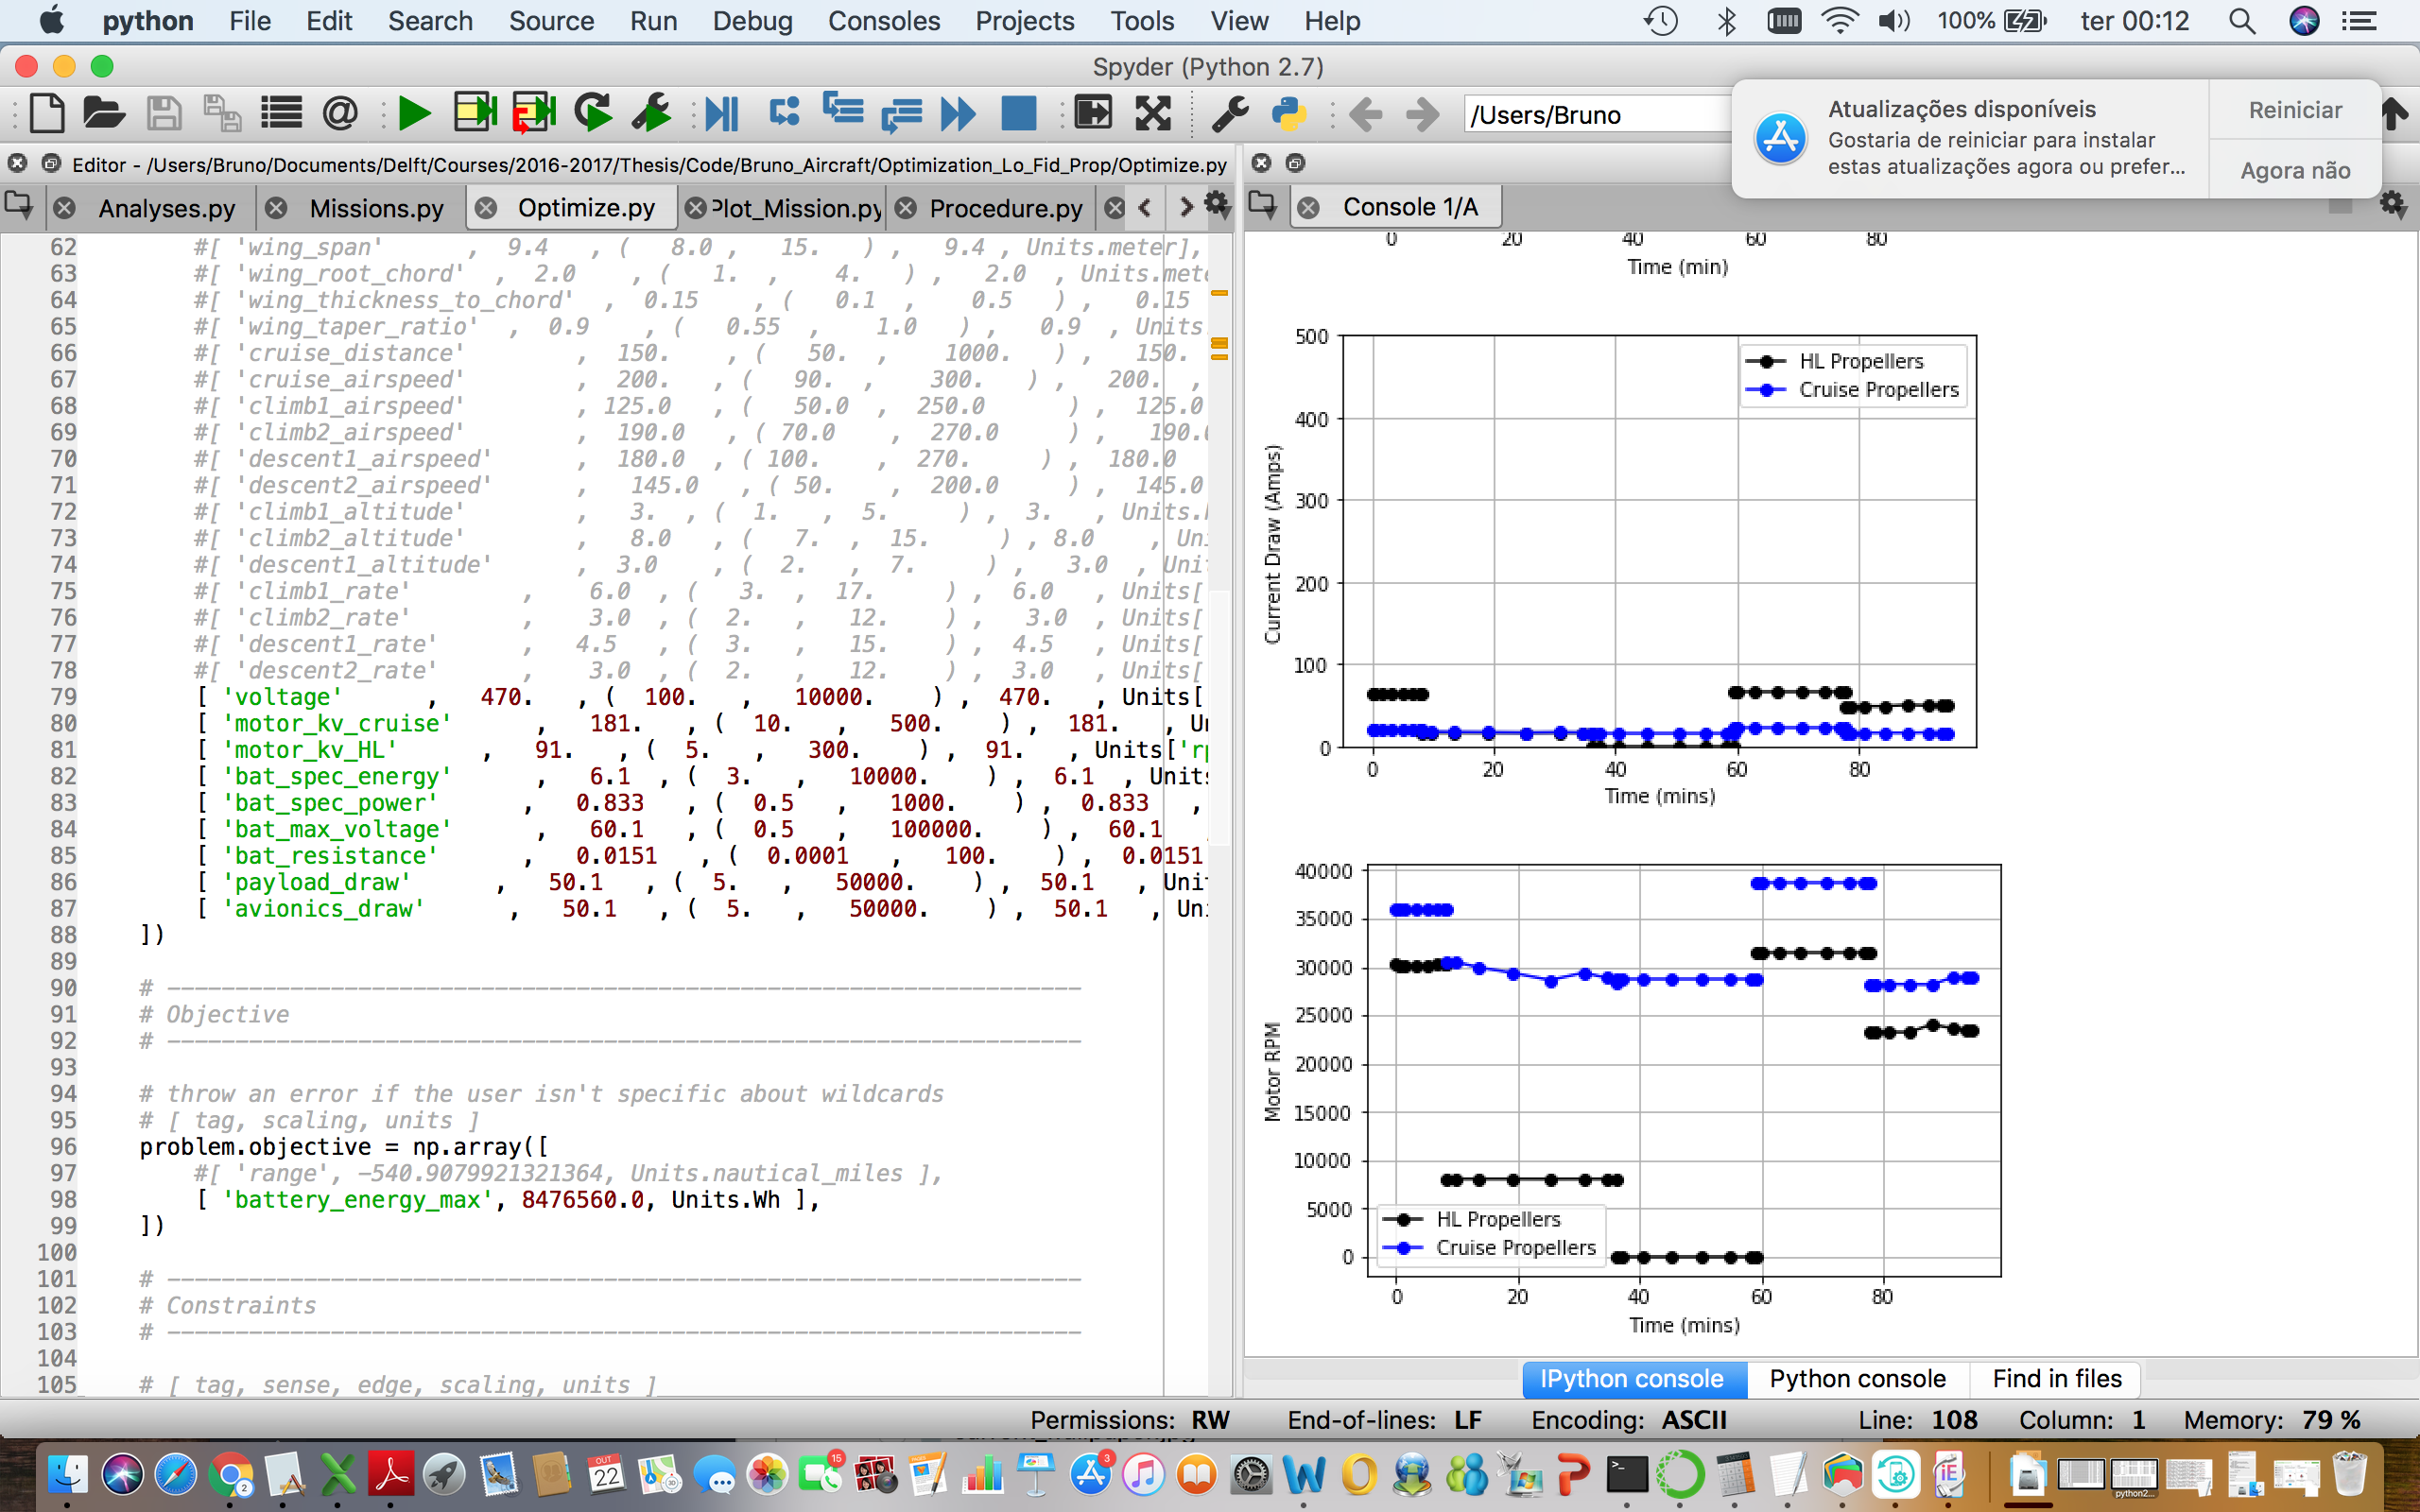 python File Edit Search Source Run Debug Consoles Projects Tools View Help 100% ter 00:12
Spyder (Python 2.7)
/Users/Bruno
Atualizações disponíveis
Gostaria de reiniciar para instalar
estas atualizações agora ou prefer...
Reiniciar
Agora não
Editor - /Users/Bruno/Documents/Delft/Courses/2016-2017/Thesis/Code/Bruno_Aircraft/Optimization_Lo_Fid_Prop/Optimize.py
Analyses.py Missions.py Optimize.py Plot_Mission.py Procedure.py
62 #[ 'wing_span' , 9.4 , ( 8.0 , 15. ) , 9.4 , Units.meter],
63 #[ 'wing_root_chord' , 2.0 , ( 1. , 4. ) , 2.0 , Units.mete
64 #[ 'wing_thickness_to_chord' , 0.15 , ( 0.1 , 0.5 ) , 0.15
65 #[ 'wing_taper_ratio' , 0.9 , ( 0.55 , 1.0 ) , 0.9 , Units.
66 #[ 'cruise_distance' , 150. , ( 50. , 1000. ) , 150.
67 #[ 'cruise_airspeed' , 200. , ( 90. , 300. ) , 200. ,
68 #[ 'climb1_airspeed' , 125.0 , ( 50.0 , 250.0 ) , 125.0
69 #[ 'climb2_airspeed' , 190.0 , ( 70.0 , 270.0 ) , 190.0
70 #[ 'descent1_airspeed' , 180.0 , ( 100. , 270. ) , 180.0
71 #[ 'descent2_airspeed' , 145.0 , ( 50. , 200.0 ) , 145.0
72 #[ 'climb1_altitude' , 3. , ( 1. , 5. ) , 3. , Units.
73 #[ 'climb2_altitude' , 8.0 , ( 7. , 15. ) , 8.0 , Un
74 #[ 'descent1_altitude' , 3.0 , ( 2. , 7. ) , 3.0 , Uni
75 #[ 'climb1_rate' , 6.0 , ( 3. , 17. ) , 6.0 , Units[
76 #[ 'climb2_rate' , 3.0 , ( 2. , 12. ) , 3.0 , Units[
77 #[ 'descent1_rate' , 4.5 , ( 3. , 15. ) , 4.5 , Units[
78 #[ 'descent2_rate' , 3.0 , ( 2. , 12. ) , 3.0 , Units[
79 [ 'voltage' , 470. , ( 100. , 10000. ) , 470. , Units[
80 [ 'motor_kv_cruise' , 181. , ( 10. , 500. ) , 181. , Un
81 [ 'motor_kv_HL' , 91. , ( 5. , 300. ) , 91. , Units['rp
82 [ 'bat_spec_energy' , 6.1 , ( 3. , 10000. ) , 6.1 , Units
83 [ 'bat_spec_power' , 0.833 , ( 0.5 , 1000. ) , 0.833 ,
84 [ 'bat_max_voltage' , 60.1 , ( 0.5 , 100000. ) , 60.1
85 [ 'bat_resistance' , 0.0151 , ( 0.0001 , 100. ) , 0.0151
86 [ 'payload_draw' , 50.1 , ( 5. , 50000. ) , 50.1 , Uni
87 [ 'avionics_draw' , 50.1 , ( 5. , 50000. ) , 50.1 , Un
88 ])
89
90 # -------------------------------------------------------------------
91 # Objective
92 # -------------------------------------------------------------------
93
94 # throw an error if the user isn't specific about wildcards
95 # [ tag, scaling, units ]
96 problem.objective = np.array([
97 #[ 'range', -540.9079921321364, Units.nautical_miles ],
98 [ 'battery_energy_max', 8476560.0, Units.Wh ],
99 ])
100
101 # -------------------------------------------------------------------
102 # Constraints
103 # -------------------------------------------------------------------
104
105 # [ tag, sense, edge, scaling, units ]
Console 1/A
0 20 40 60 80
Time (min)
500
400
300
200
100
0
Current Draw (Amps)
HL Propellers
Cruise Propellers
0 20 40 60 80
Time (mins)
40000
35000
30000
25000
20000
15000
10000
5000
0
Motor RPM
HL Propellers
Cruise Propellers
0 20 40 60 80
Time (mins)
IPython console Python console Find in files
Permissions: RW End-of-lines: LF Encoding: ASCII Line: 108 Column: 1 Memory: 79 %
2
OCT
22
15
3
python2...